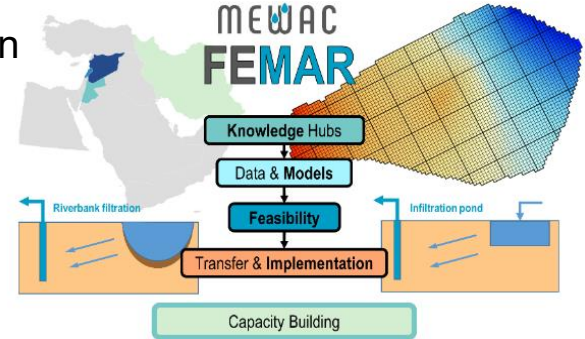 n
MEWAC
FEMAR
Knowledge Hubs
Data & Models
Feasibility
Riverbank filtration
Infiltration pond
Transfer & Implementation
Capacity Building